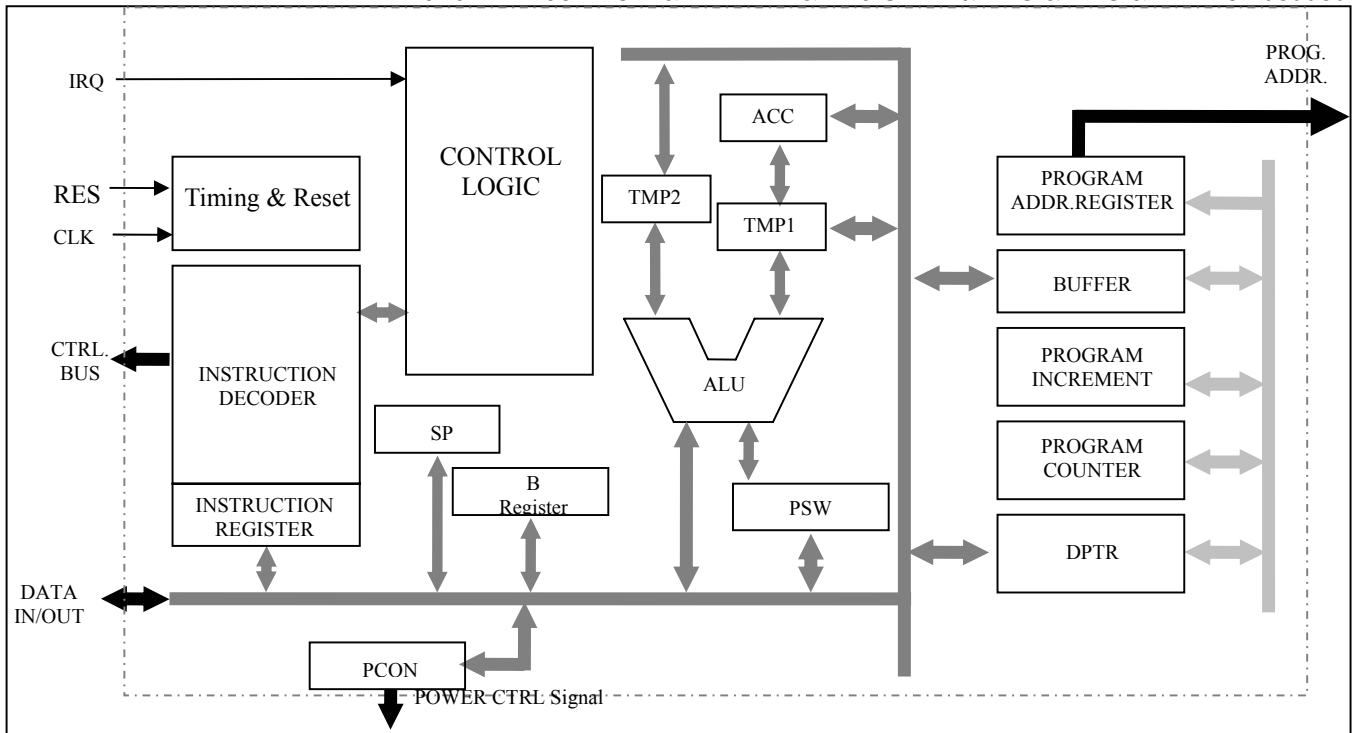 PROG.
ADDR.
IRQ
CONTROL
LOGIC
ACC
RES
CLK
Timing & Reset
TMP2
TMP1
PROGRAM
ADDR.REGISTER
BUFFER
CTRL.
BUS
INSTRUCTION
DECODER
ALU
PROGRAM
INCREMENT
SP
PROGRAM
COUNTER
B
Register
PSW
INSTRUCTION
REGISTER
DPTR
DATA
IN/OUT
PCON
POWER CTRL Signal